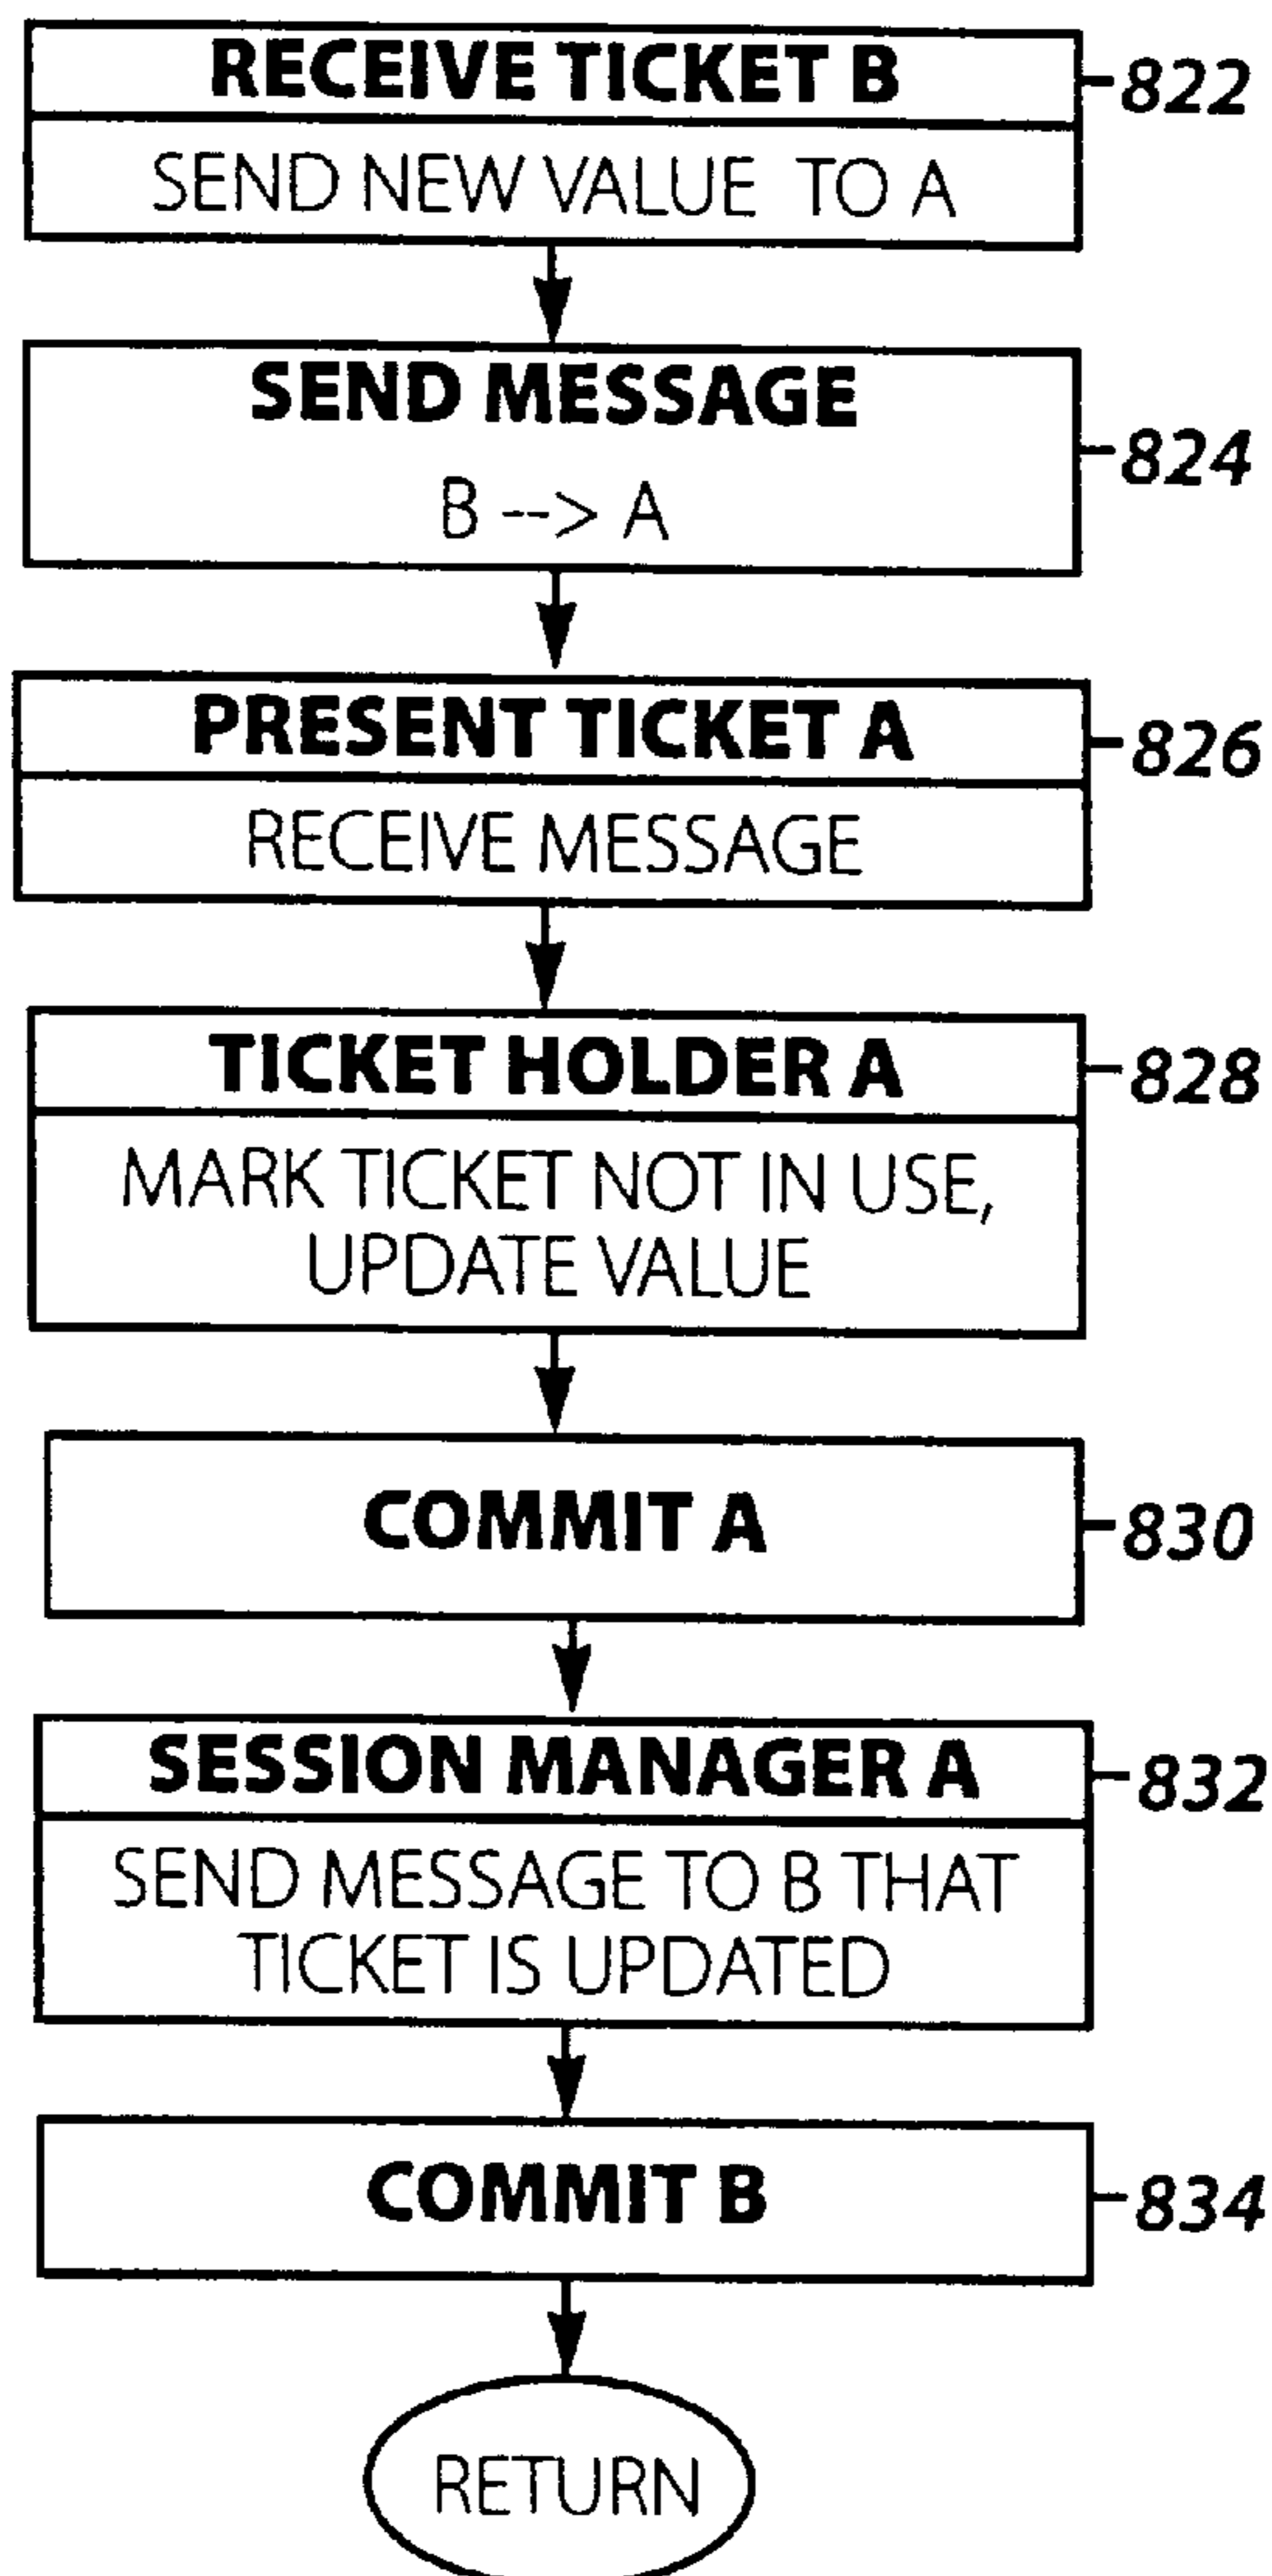 RECEIVE TICKET B
822
SEND NEW VALUE TO A
SEND MESSAGE
B --> A
824
PRESENT TICKET A
826
RECEIVE MESSAGE
TICKET HOLDER A
828
MARK TICKET NOT IN USE,
UPDATE VALUE
COMMIT A
830
SESSION MANAGER A
832
SEND MESSAGE TO B THAT
TICKET IS UPDATED
COMMIT B
834
RETURN